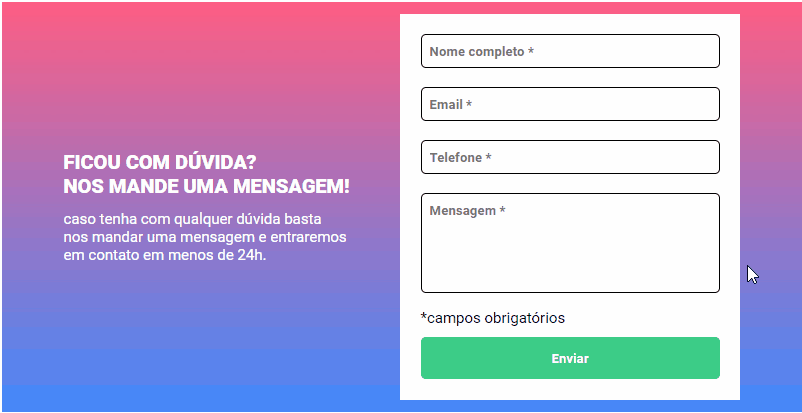 FICOU COM DÚVIDA?
NOS MANDE UMA MENSAGEM!
caso tenha com qualquer dúvida basta
nos mandar uma mensagem e entraremos
em contato em menos de 24h.
Nome completo *
Email *
Telefone *
Mensagem *
*campos obrigatórios
Enviar